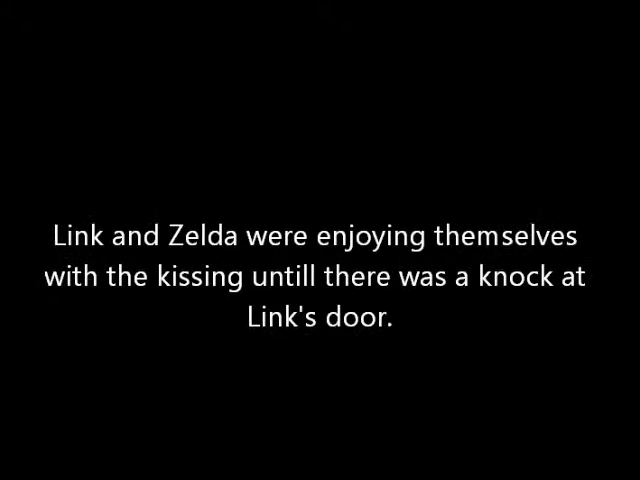 Link and Zelda were enjoying themselves
with the kissing untill there was a knock at
Link's door.